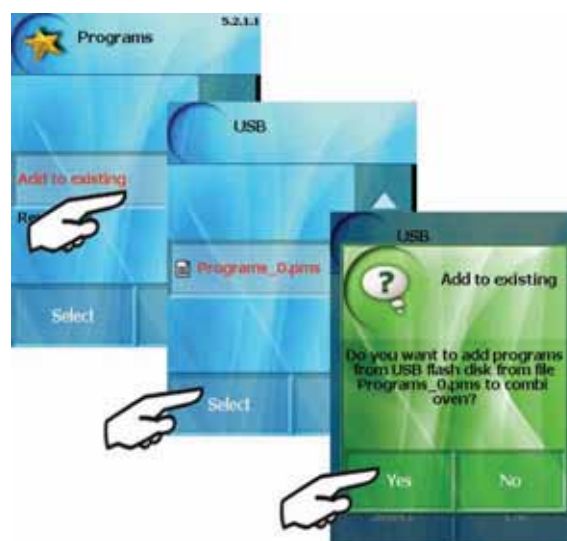 Programs
5.2.1.1
Add to existing
Select
USB
Programs_0.pms
Select
USB
Add to existing
Do you want to add programs
from USB flash disk from file
Programs_0.pms to combi
oven?
Yes
No